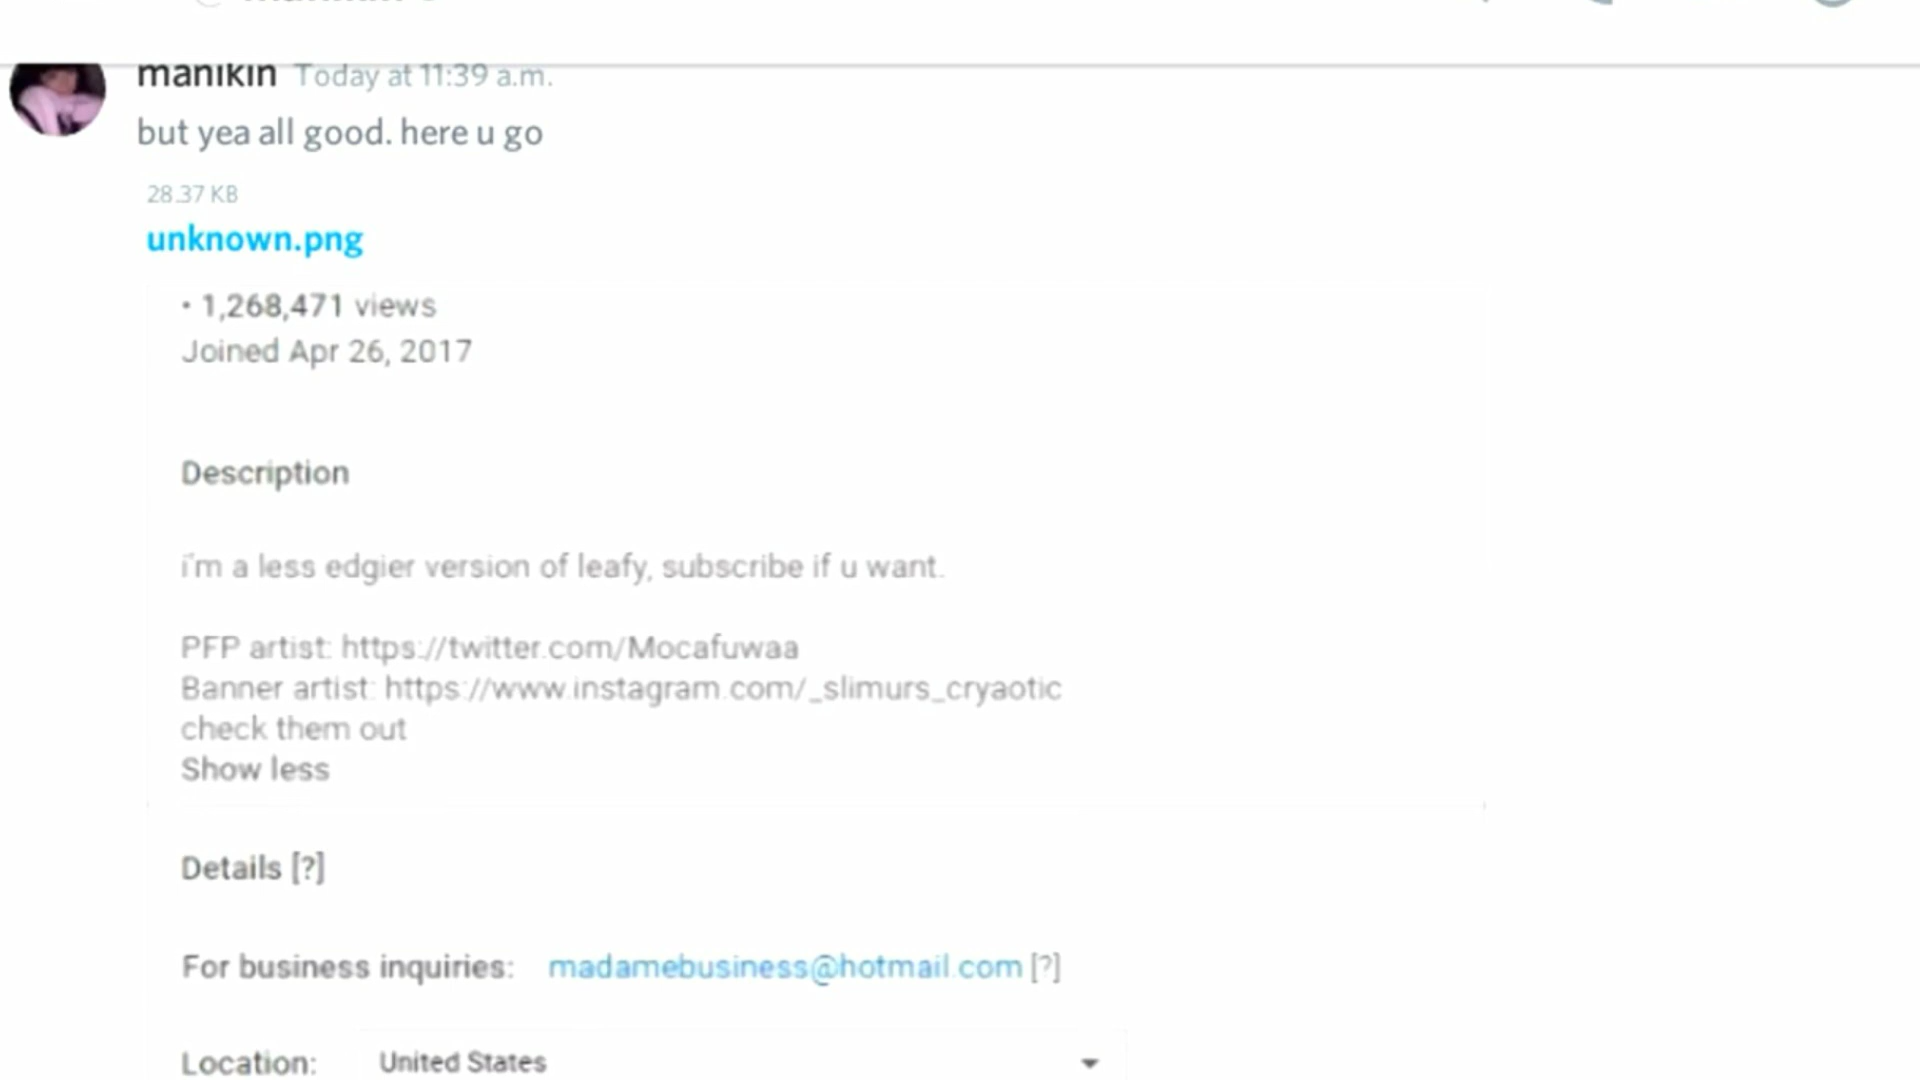 manikin Today at 11:39 a.m.
but yea all good. here u go
28.37 KB
unknown.png
• 1,268,471 views
Joined Apr 26, 2017
Description
i'm a less edgier version of leafy, subscribe if u want.
PFP artist: https://twitter.com/Mocafuwaa
Banner artist: https://www.instagram.com/_slimurs_cryaotic
check them out
Show less
Details [?]
For business inquiries: madamebusiness@hotmail.com [?]
Location: United States